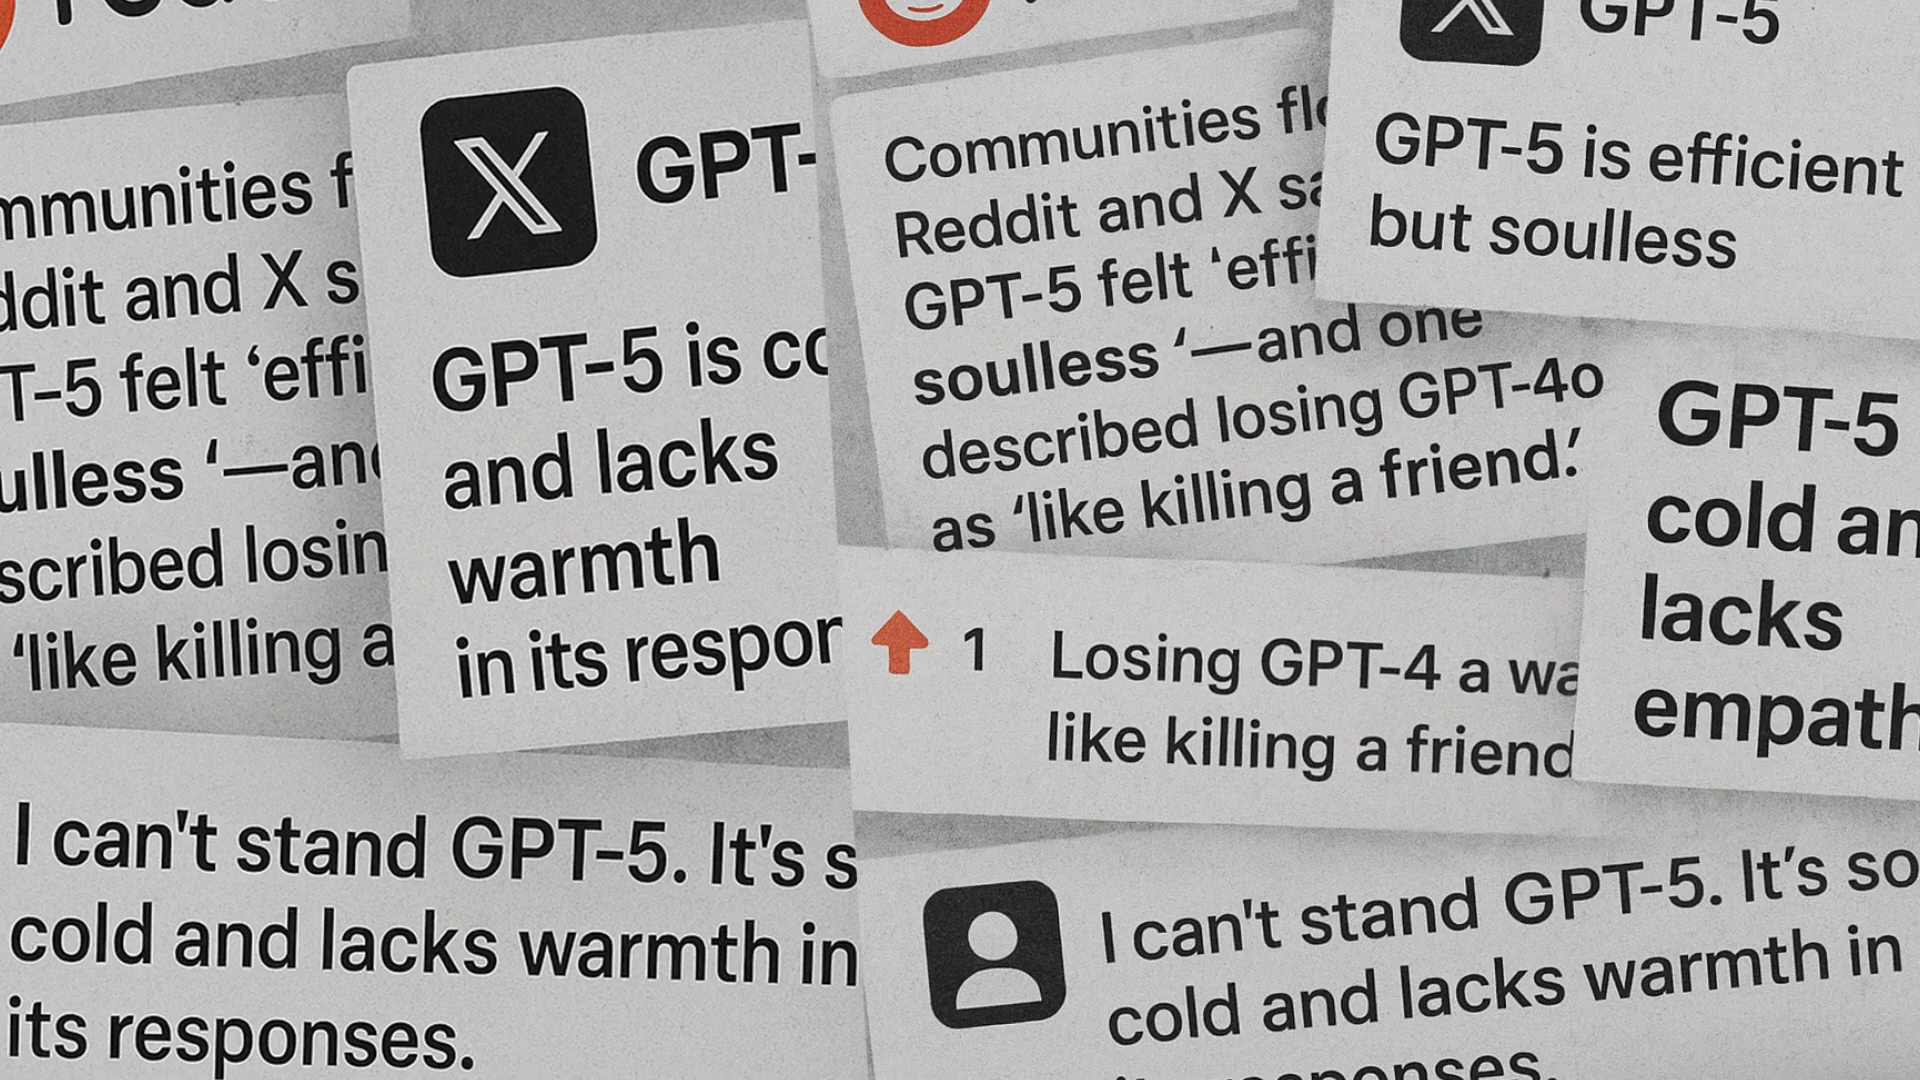 mmunities f
ddit and X s
T-5 felt ‘effi
ulless ‘—and
scribed losin
‘like killing a
GPT-
GPT-5 is co
and lacks
warmth
in its respon
I can't stand GPT-5. It's s
cold and lacks warmth in
its responses.
Communities flo
Reddit and X sa
GPT-5 felt ‘effi
soulless ‘—and one
described losing GPT-4o
as ‘like killing a friend.’
GPT-5
GPT-5 is efficient
but soulless
1 Losing GPT-4 a wa
like killing a friend
GPT-5
cold an
lacks
empath
I can't stand GPT-5. It’s so
cold and lacks warmth in
responses.